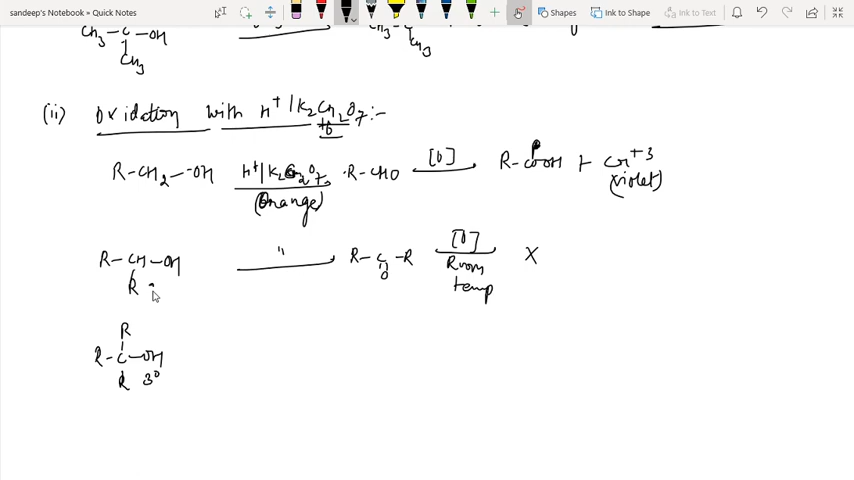 sandeep's Notebook » Quick Notes
Shapes Ink to Shape Ink to Text
CH3 - C - OH
CH3
CH3
CH3
(ii) Oxidation with H+ / K2Cr2O7 :-
+6
R-CH2-OH H+/K2Cr2O7 R-CHO [O] R-COOH + Cr+3
(Orange) (violet)
R-CH-OH " R-C-R [O] X
R O Room
temp
R
R-C-OH
R 3°